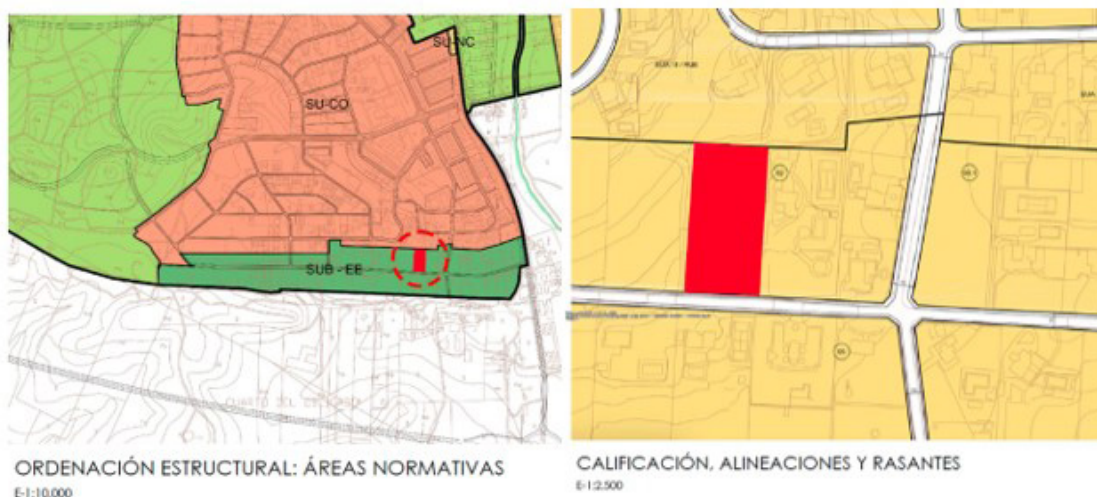 SU-NC
SU-CO
SUB - EE
ORDENACIÓN ESTRUCTURAL: ÁREAS NORMATIVAS
E-1:10.000
CALIFICACIÓN, ALINEACIONES Y RASANTES
E-1:2.500